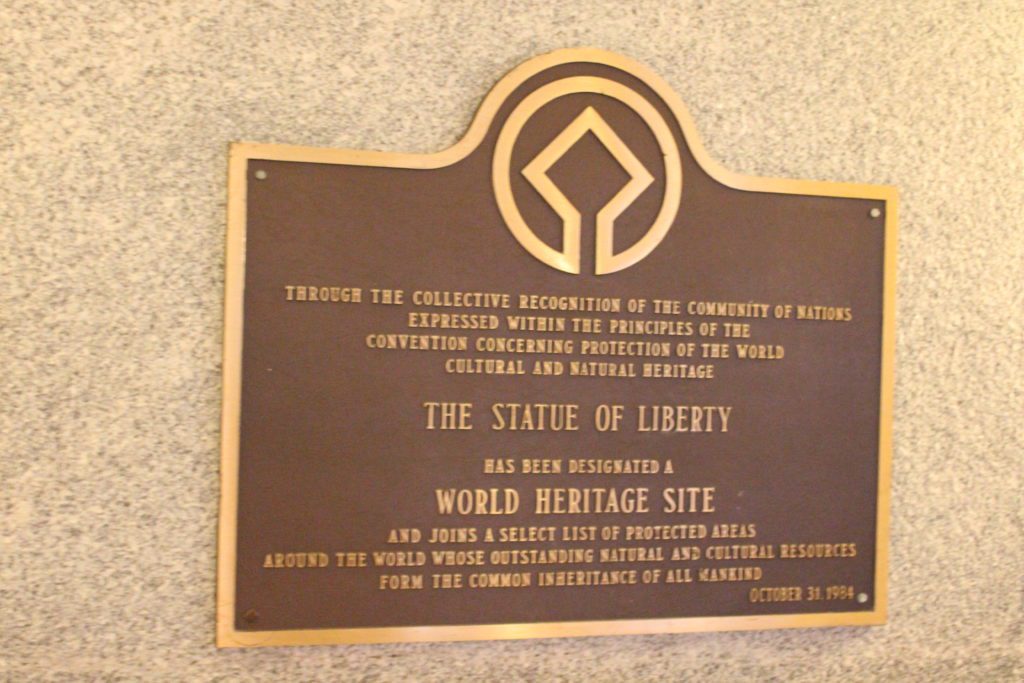 THROUGH THE COLLECTIVE RECOGNITION OF THE COMMUNITY OF NATIONS
EXPRESSED WITHIN THE PRINCIPLES OF THE
CONVENTION CONCERNING PROTECTION OF THE WORLD
CULTURAL AND NATURAL HERITAGE
THE STATUE OF LIBERTY
HAS BEEN DESIGNATED A
WORLD HERITAGE SITE
AND JOINS A SELECT LIST OF PROTECTED AREAS
AROUND THE WORLD WHOSE OUTSTANDING NATURAL AND CULTURAL RESOURCES
FORM THE COMMON INHERITANCE OF ALL MANKIND
OCTOBER 31, 1984